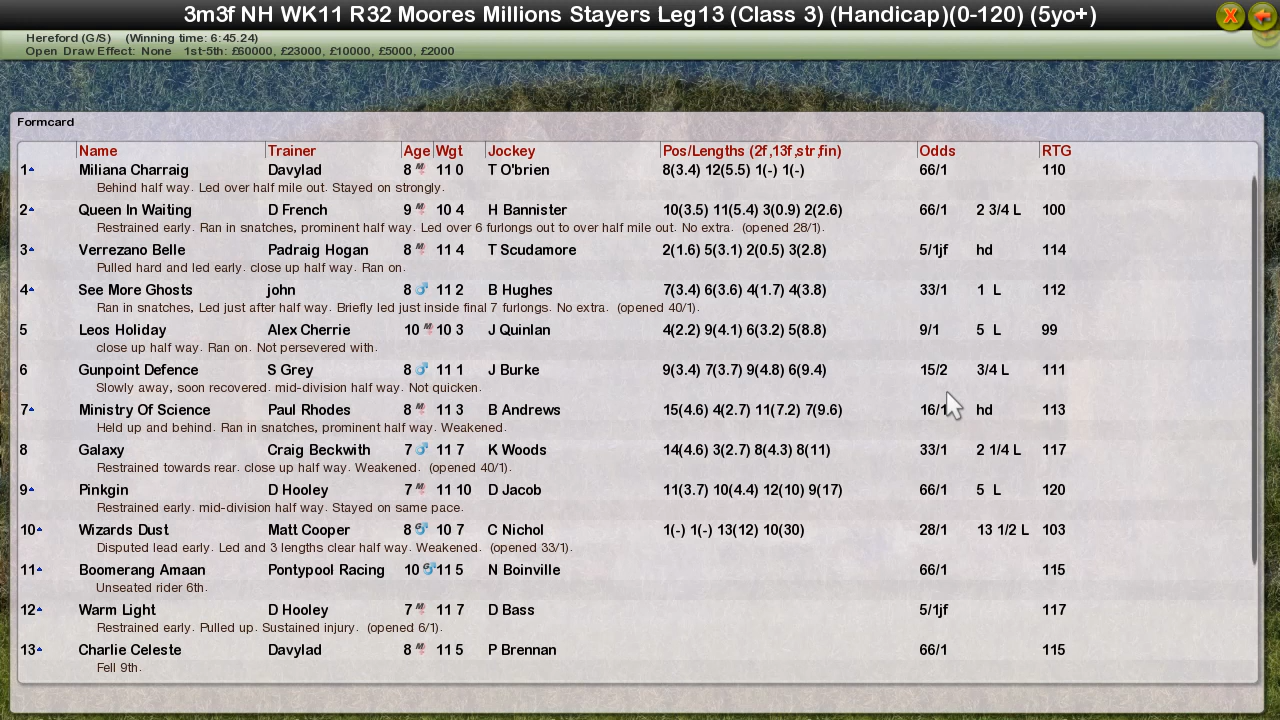 3m3f NH WK11 R32 Moores Millions Stayers Leg13 (Class 3) (Handicap)(0-120) (5yo+)
Hereford (G/S) (Winning time: 6:45.24)
Open Draw Effect: None 1st-5th: £60000, £23000, £10000, £5000, £2000
Formcard
Name Trainer Age Wgt Jockey Pos/Lengths (2f,13f,str,fin) Odds RTG
1 Miliana Charraig Davylad 8 M 11 0 T O'brien 8(3.4) 12(5.5) 1(-) 1(-) 66/1 110
Behind half way. Led over half mile out. Stayed on strongly.
2 Queen In Waiting D French 9 M 10 4 H Bannister 10(3.5) 11(5.4) 3(0.9) 2(2.6) 66/1 2 3/4 L 100
Restrained early. Ran in snatches, prominent half way. Led over 6 furlongs out to over half mile out. No extra. (opened 28/1).
3 Verrezano Belle Padraig Hogan 8 M 11 4 T Scudamore 2(1.6) 5(3.1) 2(0.5) 3(2.8) 5/1jf hd 114
Pulled hard and led early. close up half way. Ran on.
4 See More Ghosts john 8 G 11 2 B Hughes 7(3.4) 6(3.6) 4(1.7) 4(3.8) 33/1 1 L 112
Ran in snatches, Led just after half way. Briefly led just inside final 7 furlongs. No extra. (opened 40/1).
5 Leos Holiday Alex Cherrie 10 M 10 3 J Quinlan 4(2.2) 9(4.1) 6(3.2) 5(8.8) 9/1 5 L 99
close up half way. Ran on. Not persevered with.
6 Gunpoint Defence S Grey 8 11 1 J Burke 9(3.4) 7(3.7) 9(4.8) 6(9.4) 15/2 3/4 L 111
Slowly away, soon recovered. mid-division half way. Not quicken.
7 Ministry Of Science Paul Rhodes 8 M 11 3 B Andrews 15(4.6) 4(2.7) 11(7.2) 7(9.6) 16/1 hd 113
Held up and behind. Ran in snatches, prominent half way. Weakened.
8 Galaxy Craig Beckwith 7 11 7 K Woods 14(4.6) 3(2.7) 8(4.3) 8(11) 33/1 2 1/4 L 117
Restrained towards rear. close up half way. Weakened. (opened 40/1).
9 Pinkgin D Hooley 7 M 11 10 D Jacob 11(3.7) 10(4.4) 12(10) 9(17) 66/1 5 L 120
Restrained early. mid-division half way. Stayed on same pace.
10 Wizards Dust Matt Cooper 8 G 10 7 C Nichol 1(-) 1(-) 13(12) 10(30) 28/1 13 1/2 L 103
Disputed lead early. Led and 3 lengths clear half way. Weakened. (opened 33/1).
11 Boomerang Amaan Pontypool Racing 10 G 11 5 N Boinville 66/1 115
Unseated rider 6th.
12 Warm Light D Hooley 7 M 11 7 D Bass 5/1jf 117
Restrained early. Pulled up. Sustained injury. (opened 6/1).
13 Charlie Celeste Davylad 8 M 11 5 P Brennan 66/1 115
Fell 9th.